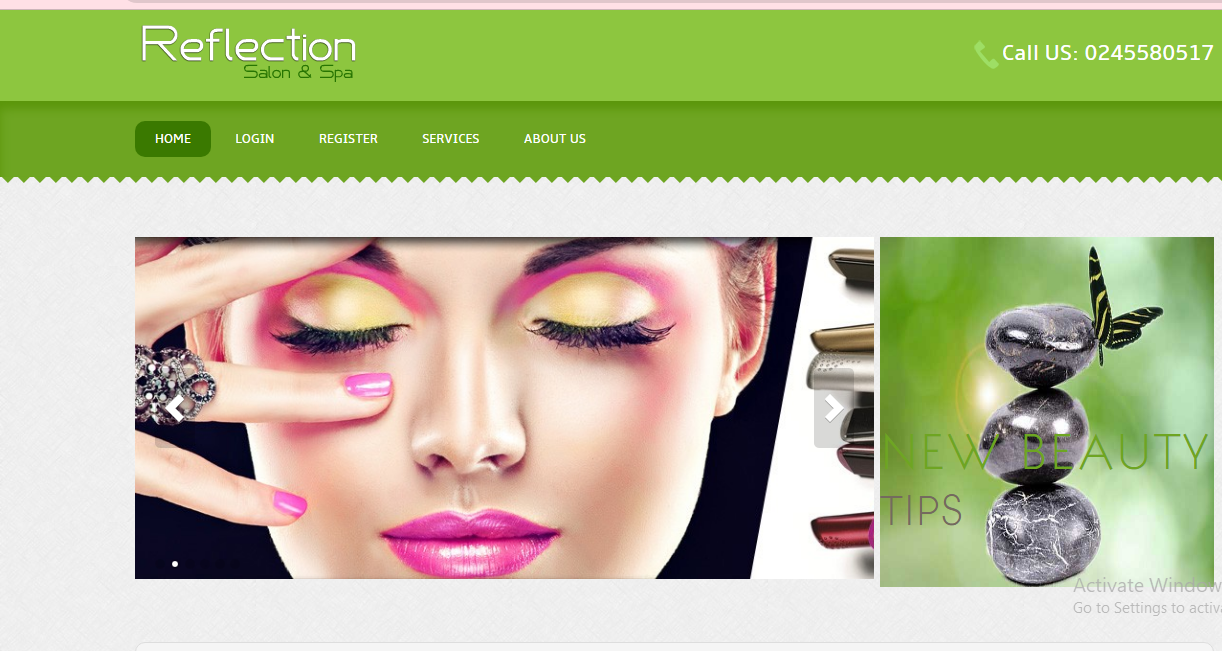 Reflection
Salon & Spa
Call US: 0245580517
HOME LOGIN REGISTER SERVICES ABOUT US
NEW BEAUTY
TIPS
Activate Window
Go to Settings to activa